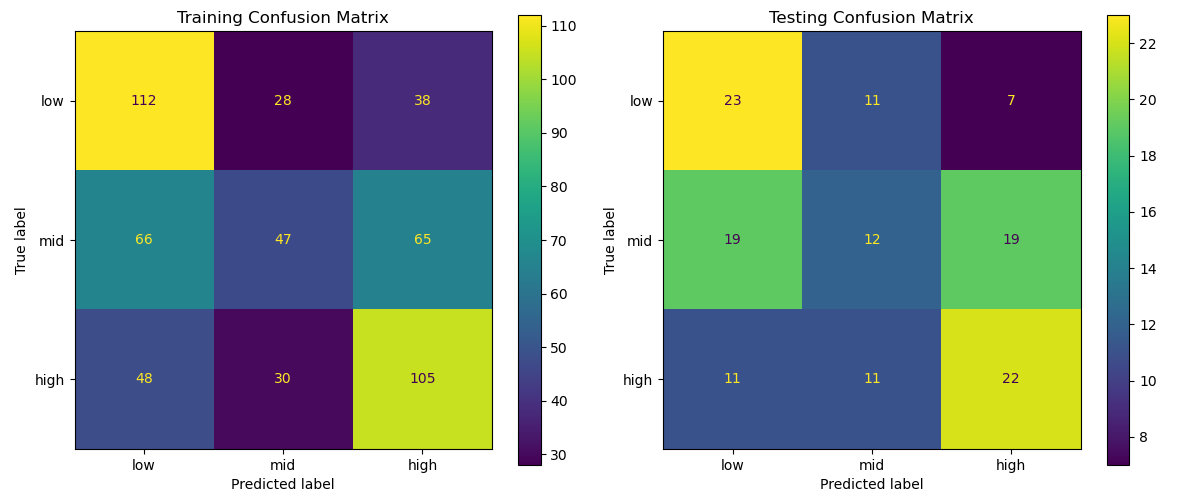 Training Confusion Matrix
low
mid
high
True label
112 28 38
66 47 65
48 30 105
low mid high
Predicted label
110
100
90
80
70
60
50
40
30
Testing Confusion Matrix
low
mid
high
True label
23 11 7
19 12 19
11 11 22
low mid high
Predicted label
22
20
18
16
14
12
10
8